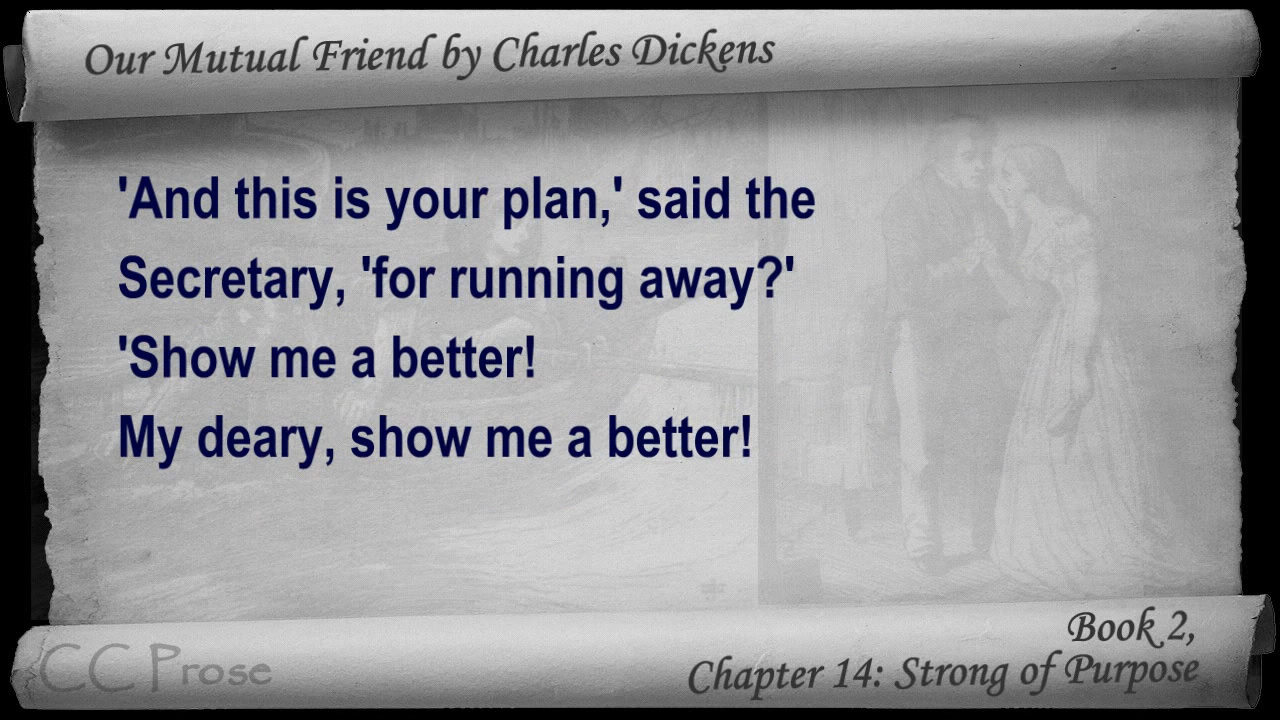 Our Mutual Friend by Charles Dickens
'And this is your plan,' said the
Secretary, 'for running away?'
'Show me a better!
My deary, show me a better!
Book 2,
Chapter 14: Strong of Purpose
CC Prose